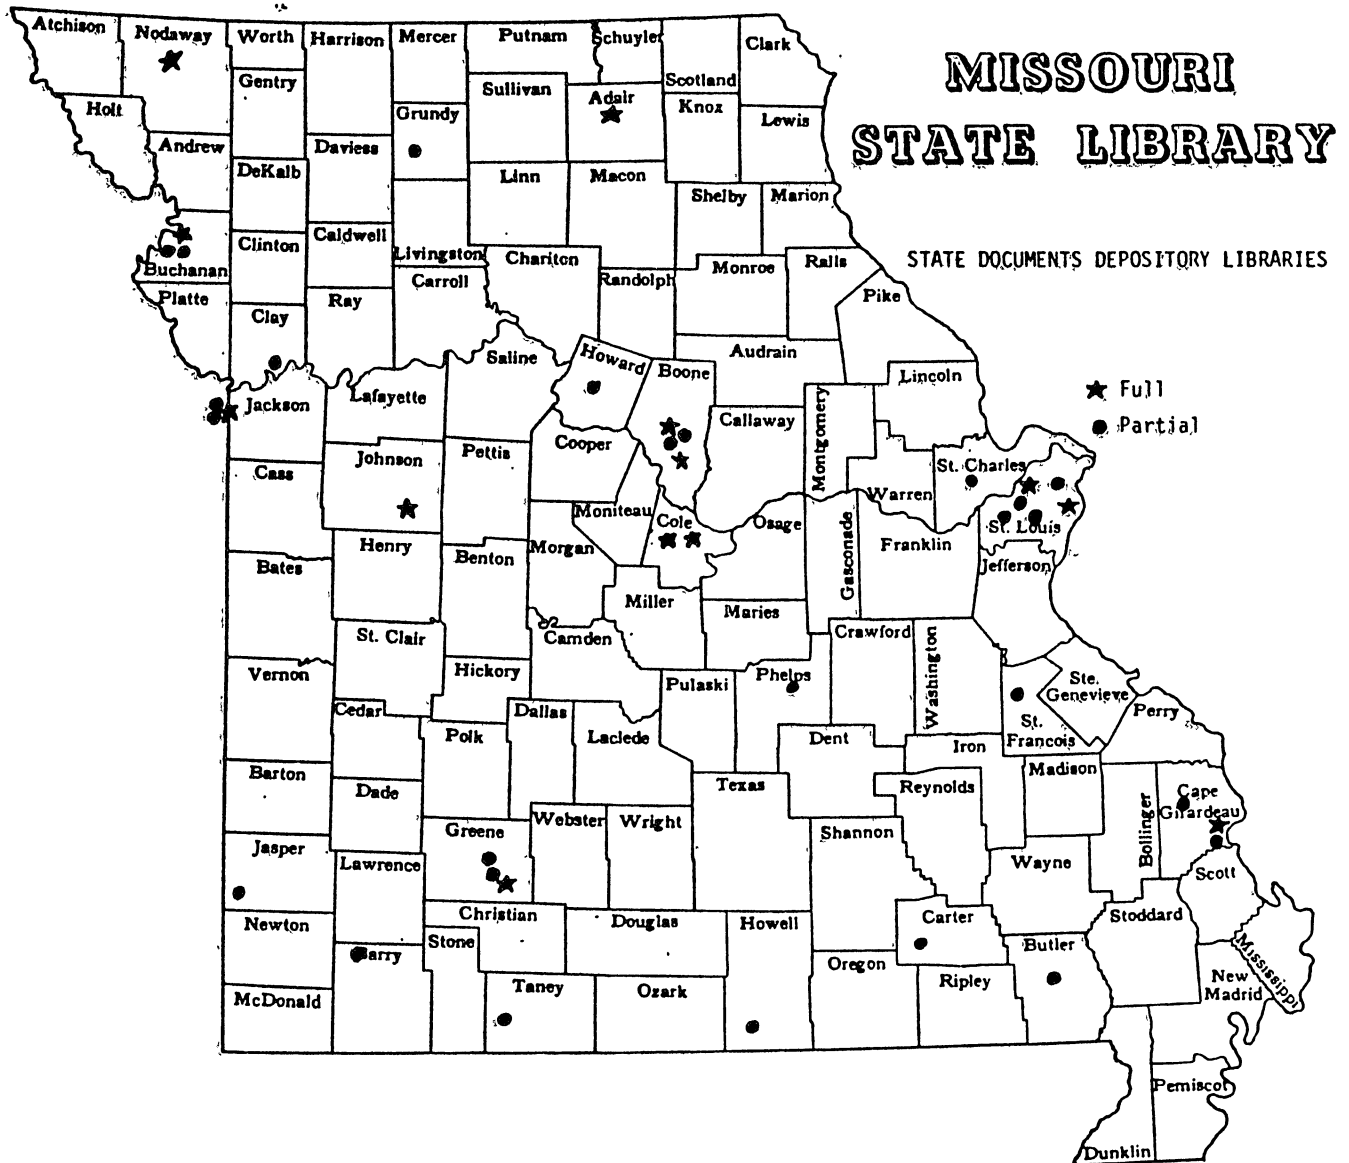 MISSOURI
STATE LIBRARY
STATE DOCUMENTS DEPOSITORY LIBRARIES
Full
Partial
Atchison
Nodaway
Worth
Harrison
Mercer
Putnam
Schuyler
Scotland
Clark
Holt
Gentry
Sullivan
Adair
Knox
Lewis
Andrew
DeKalb
Daviess
Grundy
Linn
Macon
Shelby
Marion
Buchanan
Clinton
Caldwell
Livingston
Chariton
Randolph
Monroe
Ralls
Pike
Platte
Clay
Ray
Carroll
Saline
Howard
Boone
Audrain
Lincoln
Jackson
Lafayette
Cooper
Callaway
Montgomery
Warren
St. Charles
St. Louis
Cass
Johnson
Pettis
Moniteau
Morgan
Cole
Osage
Gasconade
Franklin
Jefferson
Bates
Henry
Benton
Miller
Maries
Camden
St. Clair
Hickory
Vernon
Pulaski
Phelps
Crawford
Washington
Ste.
Genevieve
St.
Francois
Perry
Cedar
Polk
Dallas
Laclede
Dent
Iron
Madison
Barton
Dade
Texas
Reynolds
Bollinger
Cape
Girardeau
Jasper
Lawrence
Greene
Webster
Wright
Shannon
Wayne
Scott
Newton
Christian
Stone
Douglas
Howell
Carter
Butler
Stoddard
Mississippi
New
Madrid
McDonald
Barry
Taney
Ozark
Oregon
Ripley
Pemiscot
Dunklin